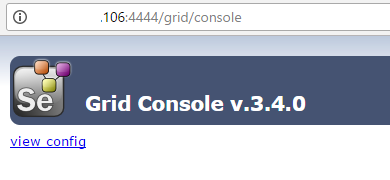 .106:4444/grid/console
Se
Grid Console v.3.4.0
view config